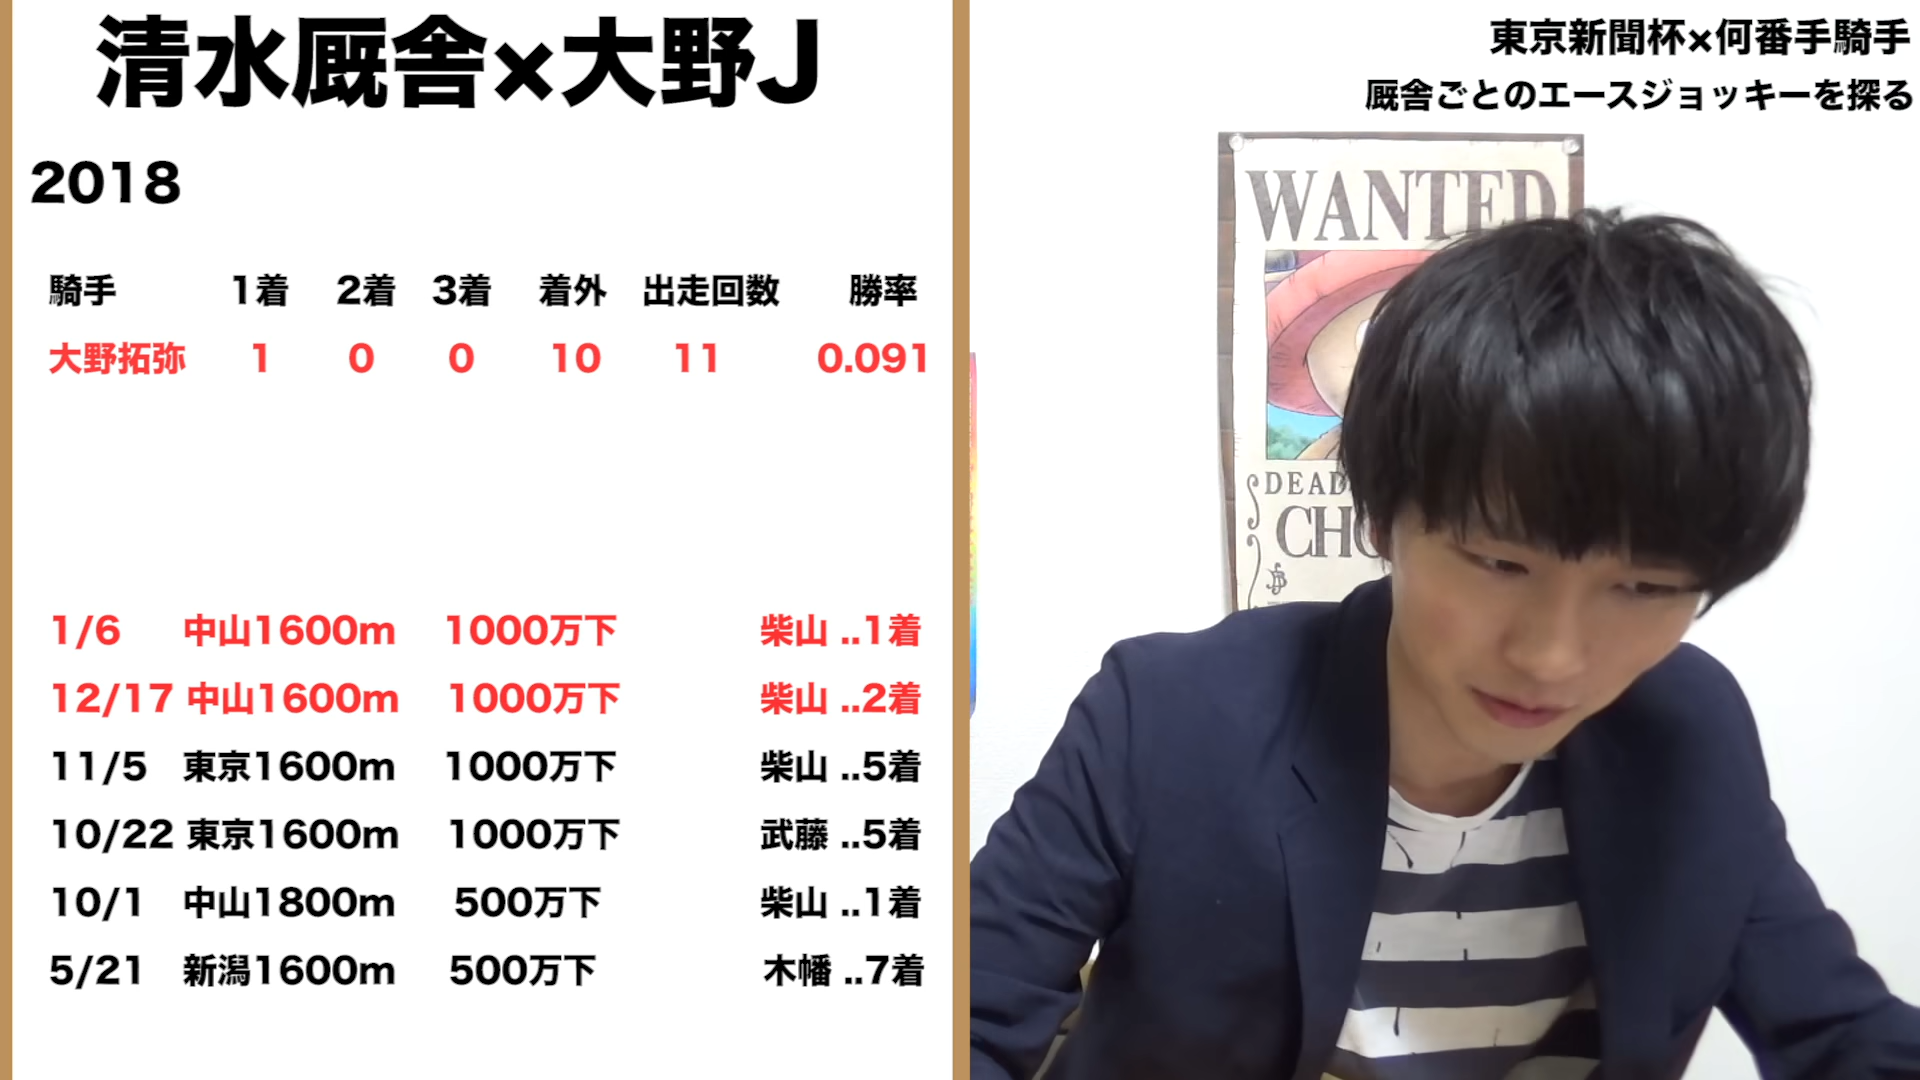 清水厩舎×大野J
2018
騎手 1着 2着 3着 着外 出走回数 勝率
大野拓弥 1 0 0 10 11 0.091
1/6 中山1600m 1000万下 柴山 ..1着
12/17 中山1600m 1000万下 柴山 ..2着
11/5 東京1600m 1000万下 柴山 ..5着
10/22 東京1600m 1000万下 武藤 ..5着
10/1 中山1800m 500万下 柴山 ..1着
5/21 新潟1600m 500万下 木幡 ..7着
東京新聞杯×何番手騎手
厩舎ごとのエースジョッキーを探る
WANTED
DEAD
CHO